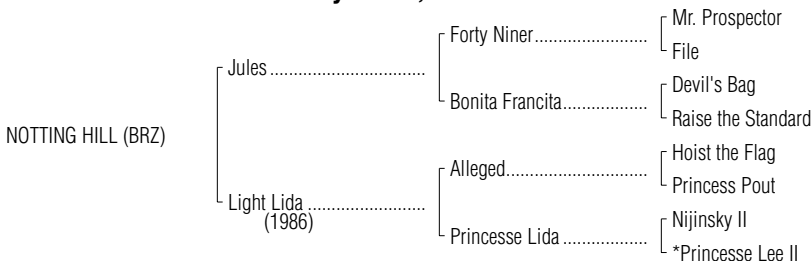 Mr. Prospector
Forty Niner
File
Jules
Devil's Bag
Bonita Francita
Raise the Standard
NOTTING HILL (BRZ)
Hoist the Flag
Alleged
Princess Pout
Light Lida
(1986)
Nijinsky II
Princesse Lida
*Princesse Lee II